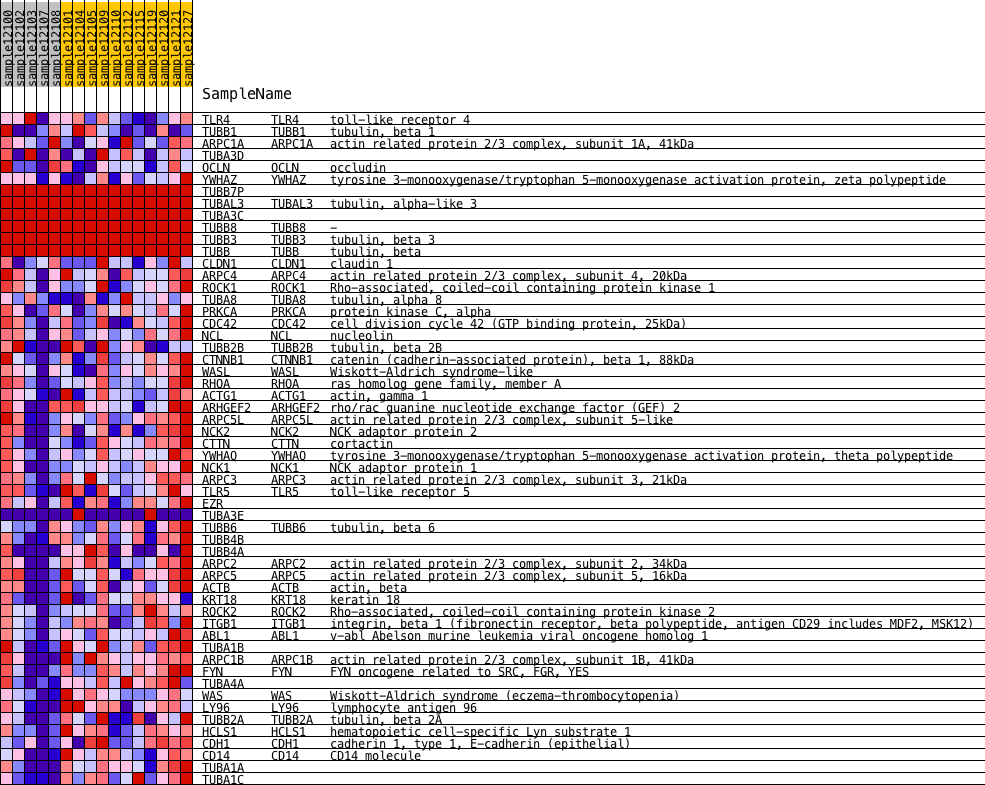 sample12100 sample12102 sample12103 sample12107 sample12108 sample12101 sample12104 sample12105 sample12109 sample12110 sample12112 sample12115 sample12119 sample12120 sample12121 sample12127
SampleName
TLR4 TLR4 toll-like receptor 4
TUBB1 TUBB1 tubulin, beta 1
ARPC1A ARPC1A actin related protein 2/3 complex, subunit 1A, 41kDa
TUBA3D
OCLN OCLN occludin
YWHAZ YWHAZ tyrosine 3-monooxygenase/tryptophan 5-monooxygenase activation protein, zeta polypeptide
TUBB7P
TUBAL3 TUBAL3 tubulin, alpha-like 3
TUBA3C
TUBB8 TUBB8 -
TUBB3 TUBB3 tubulin, beta 3
TUBB TUBB tubulin, beta
CLDN1 CLDN1 claudin 1
ARPC4 ARPC4 actin related protein 2/3 complex, subunit 4, 20kDa
ROCK1 ROCK1 Rho-associated, coiled-coil containing protein kinase 1
TUBA8 TUBA8 tubulin, alpha 8
PRKCA PRKCA protein kinase C, alpha
CDC42 CDC42 cell division cycle 42 (GTP binding protein, 25kDa)
NCL NCL nucleolin
TUBB2B TUBB2B tubulin, beta 2B
CTNNB1 CTNNB1 catenin (cadherin-associated protein), beta 1, 88kDa
WASL WASL Wiskott-Aldrich syndrome-like
RHOA RHOA ras homolog gene family, member A
ACTG1 ACTG1 actin, gamma 1
ARHGEF2 ARHGEF2 rho/rac guanine nucleotide exchange factor (GEF) 2
ARPC5L ARPC5L actin related protein 2/3 complex, subunit 5-like
NCK2 NCK2 NCK adaptor protein 2
CTTN CTTN cortactin
YWHAQ YWHAQ tyrosine 3-monooxygenase/tryptophan 5-monooxygenase activation protein, theta polypeptide
NCK1 NCK1 NCK adaptor protein 1
ARPC3 ARPC3 actin related protein 2/3 complex, subunit 3, 21kDa
TLR5 TLR5 toll-like receptor 5
EZR
TUBA3E
TUBB6 TUBB6 tubulin, beta 6
TUBB4B
TUBB4A
ARPC2 ARPC2 actin related protein 2/3 complex, subunit 2, 34kDa
ARPC5 ARPC5 actin related protein 2/3 complex, subunit 5, 16kDa
ACTB ACTB actin, beta
KRT18 KRT18 keratin 18
ROCK2 ROCK2 Rho-associated, coiled-coil containing protein kinase 2
ITGB1 ITGB1 integrin, beta 1 (fibronectin receptor, beta polypeptide, antigen CD29 includes MDF2, MSK12)
ABL1 ABL1 v-abl Abelson murine leukemia viral oncogene homolog 1
TUBA1B
ARPC1B ARPC1B actin related protein 2/3 complex, subunit 1B, 41kDa
FYN FYN FYN oncogene related to SRC, FGR, YES
TUBA4A
WAS WAS Wiskott-Aldrich syndrome (eczema-thrombocytopenia)
LY96 LY96 lymphocyte antigen 96
TUBB2A TUBB2A tubulin, beta 2A
HCLS1 HCLS1 hematopoietic cell-specific Lyn substrate 1
CDH1 CDH1 cadherin 1, type 1, E-cadherin (epithelial)
CD14 CD14 CD14 molecule
TUBA1A
TUBA1C